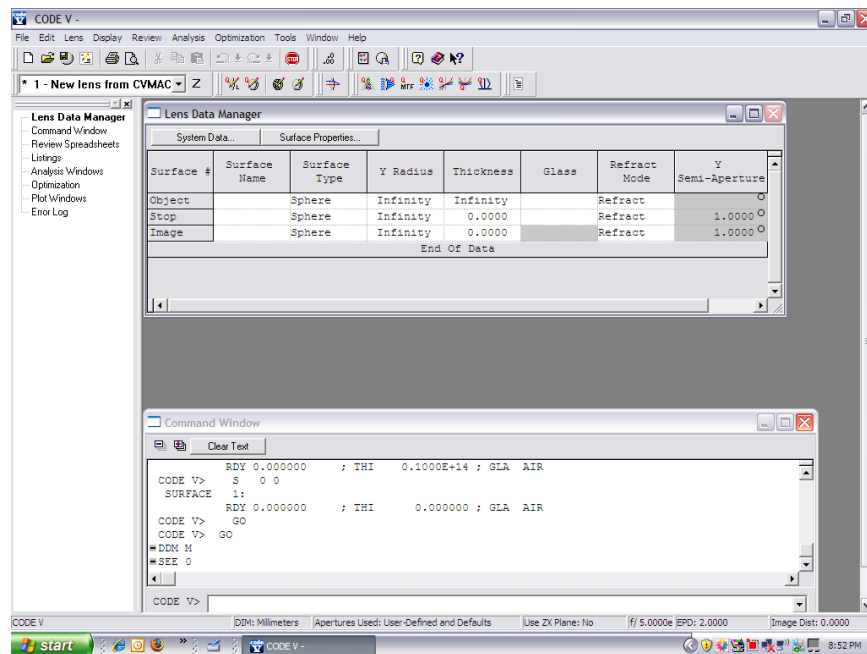 CODE V -
File Edit Lens Display Review Analysis Optimization Tools Window Help
* 1 - New lens from CVMAC Z MTF
Lens Data Manager
Command Window
Review Spreadsheets
Listings
Analysis Windows
Optimization
Plot Windows
Error Log
Lens Data Manager
System Data... Surface Properties...
Surface # Surface Name Surface Type Y Radius Thickness Glass Refract Mode Y Semi-Aperture
Object Sphere Infinity Infinity Refract O
Stop Sphere Infinity 0.0000 Refract 1.0000 O
Image Sphere Infinity 0.0000 Refract 1.0000 O
End Of Data
Command Window
Clear Text
RDY 0.000000 ; THI 0.1000E+14 ; GLA AIR
CODE V> S 0 0
SURFACE 1:
RDY 0.000000 ; THI 0.000000 ; GLA AIR
CODE V> GO
CODE V> GO
DDM M
SEE 0
CODE V>
CODE V DIM: Milimeters Apertures Used: User-Defined and Defaults Use ZX Plane: No f/ 5.0000e EPD: 2.0000 Image Dist: 0.0000
start CODE V - 8:52 PM